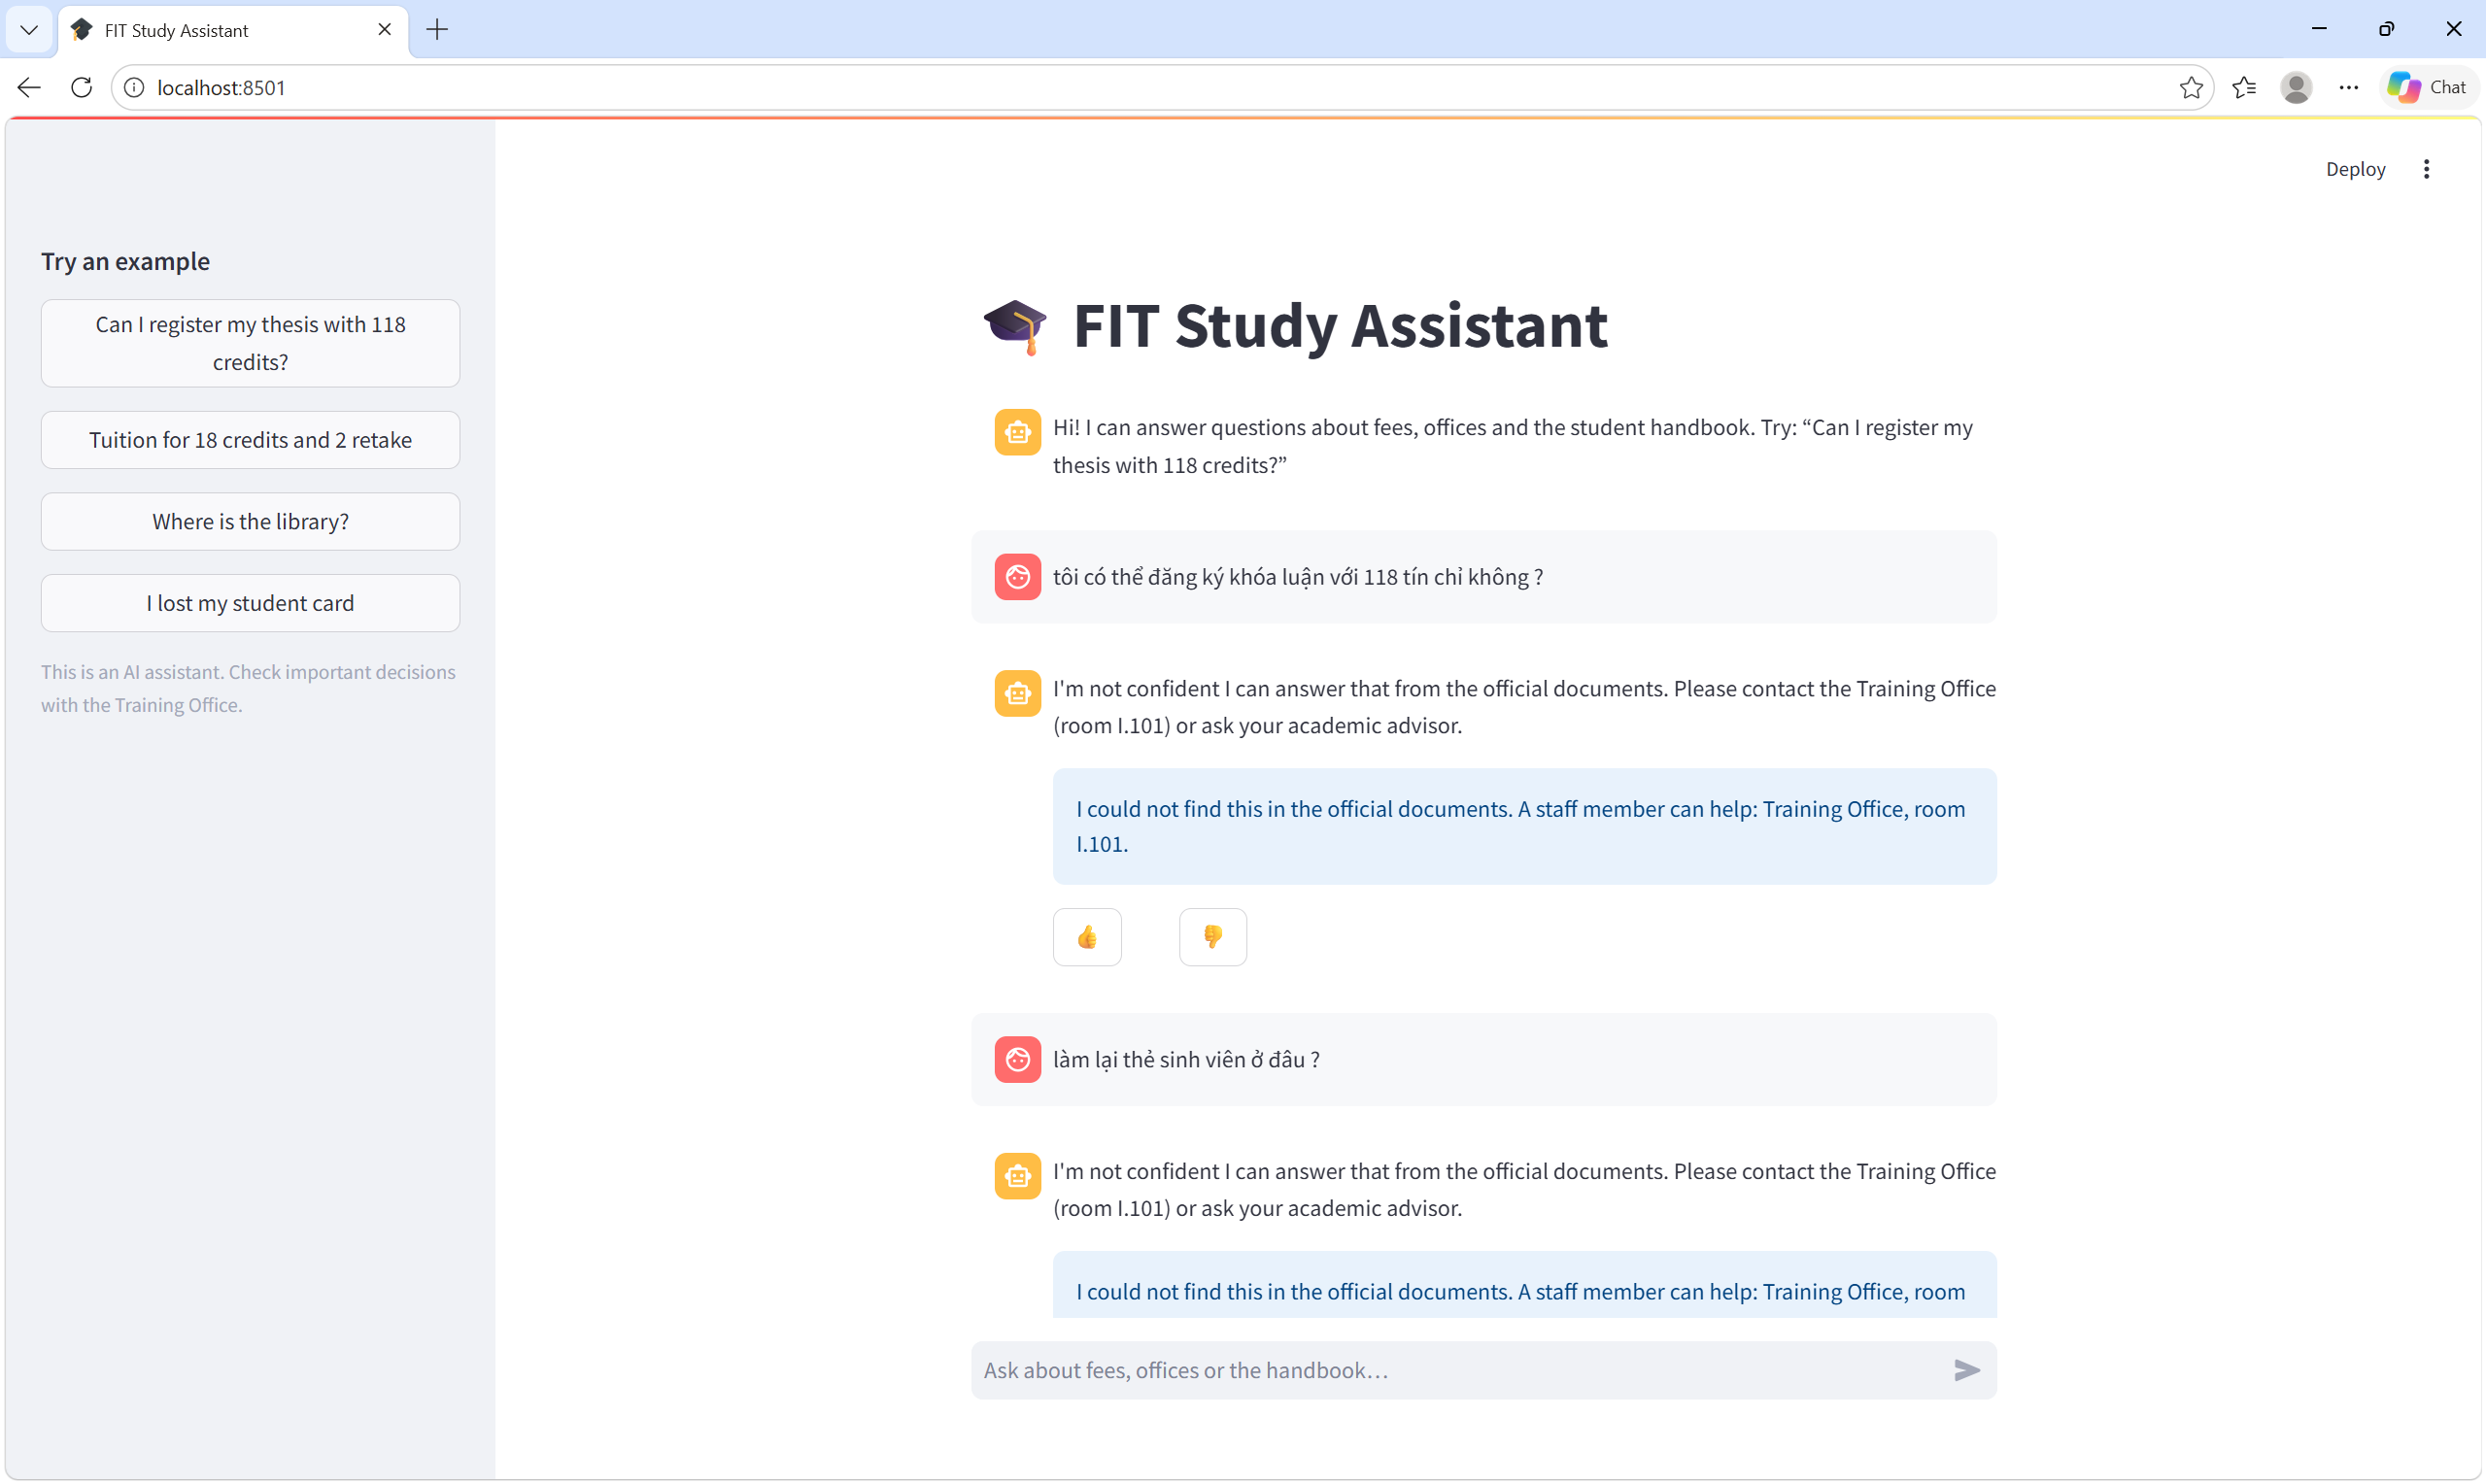 FIT Study Assistant
localhost:8501
Chat
Deploy
Try an example
Can I register my thesis with 118
credits?
Tuition for 18 credits and 2 retake
Where is the library?
I lost my student card
This is an AI assistant. Check important decisions
with the Training Office.
FIT Study Assistant
Hi! I can answer questions about fees, offices and the student handbook. Try: “Can I register my
thesis with 118 credits?”
tôi có thể đăng ký khóa luận với 118 tín chỉ không ?
I'm not confident I can answer that from the official documents. Please contact the Training Office
(room I.101) or ask your academic advisor.
I could not find this in the official documents. A staff member can help: Training Office, room
I.101.
làm lại thẻ sinh viên ở đâu ?
I'm not confident I can answer that from the official documents. Please contact the Training Office
(room I.101) or ask your academic advisor.
I could not find this in the official documents. A staff member can help: Training Office, room
Ask about fees, offices or the handbook…